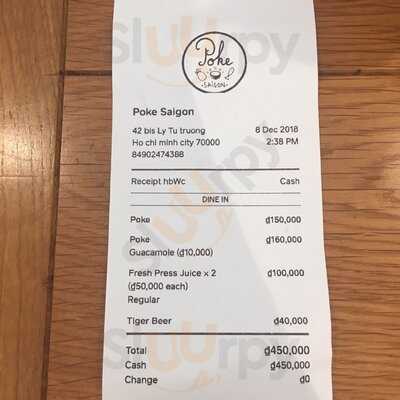 Poke
SAIGON
Poke Saigon
42 bis Ly Tu truong 8 Dec 2018
Ho chi minh city 70000 2:38 PM
84902474388
Receipt hbWc Cash
DINE IN
Poke ₫150,000
Poke ₫160,000
Guacamole (₫10,000)
Fresh Press Juice x 2 ₫100,000
(₫50,000 each)
Regular
Tiger Beer ₫40,000
Total ₫450,000
Cash ₫450,000
Change ₫0
Slurpy
Slurpy
Slurpy